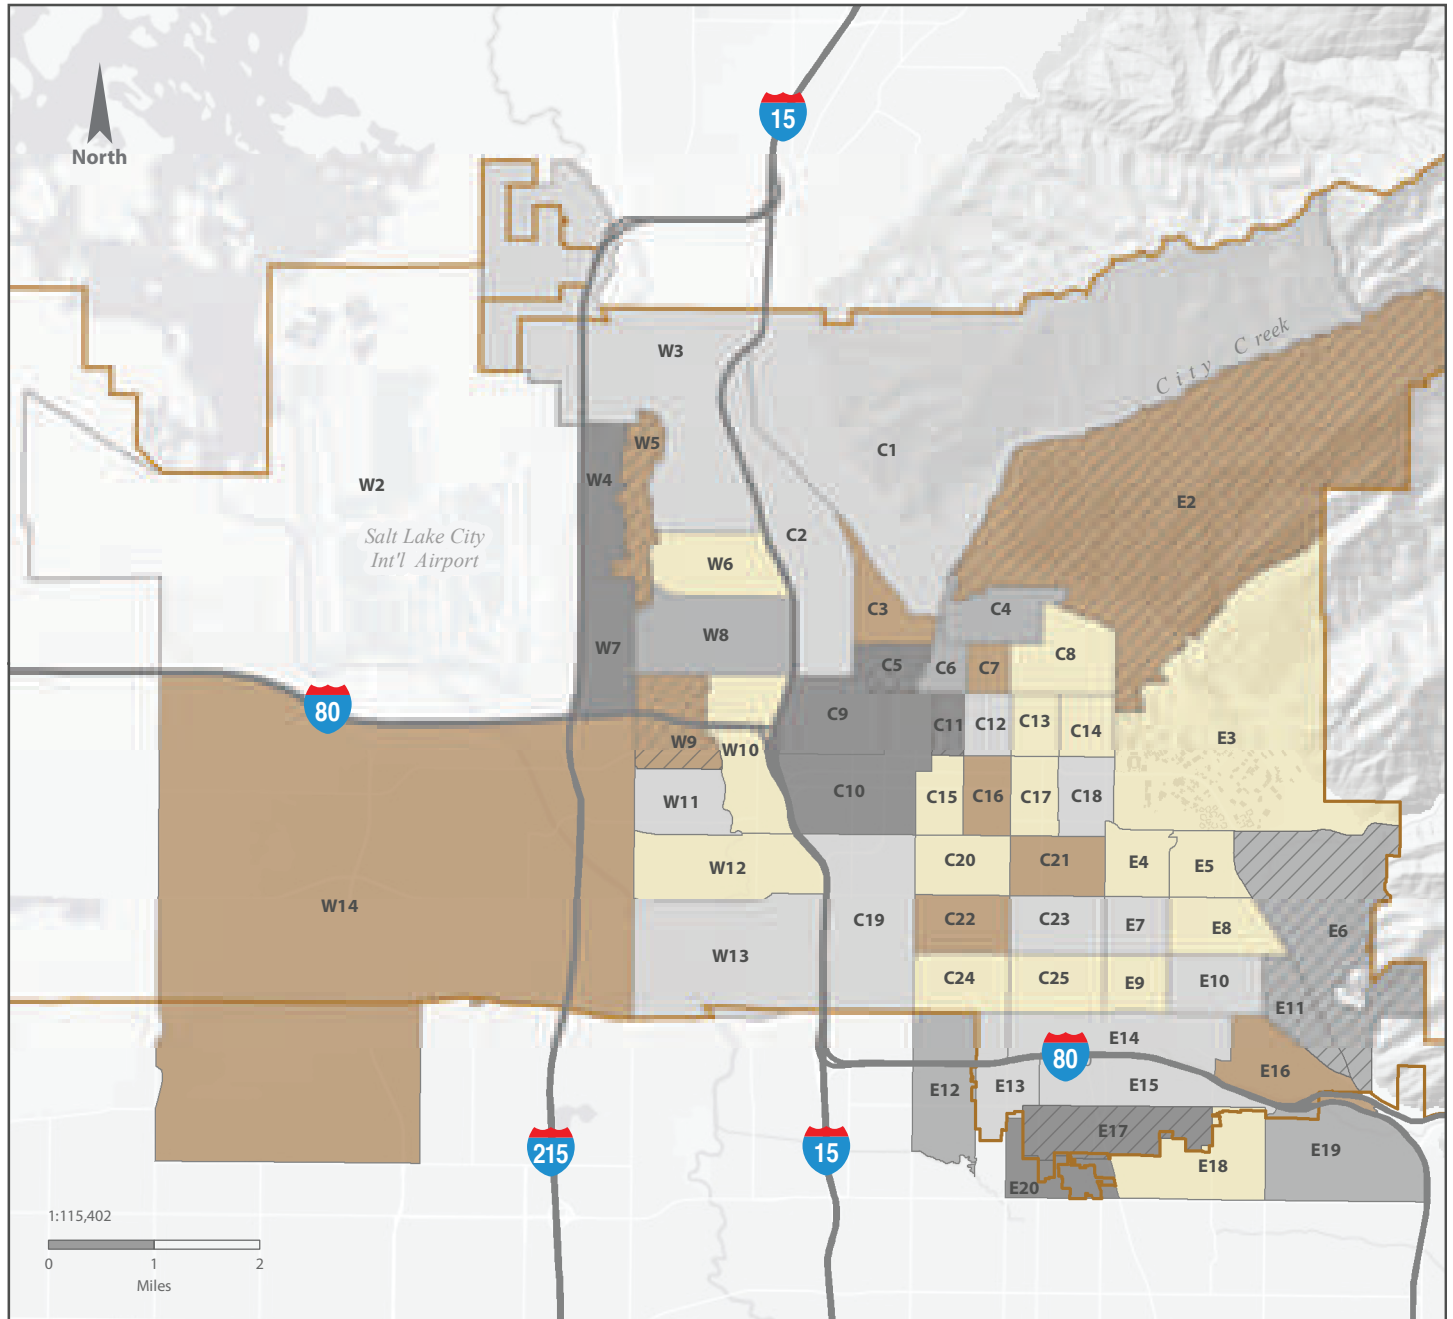 15
North
W3
City Creek
W5
C1
W4
W2
E2
Salt Lake City
Int'l Airport
C2
W6
C3
C4
W8
W7
C5
C6
C7
C8
80
C9
C11
C12
C13
C14
W9
W10
E3
C10
W11
C15
C16
C17
C18
W12
C20
C21
E4
E5
W14
C19
C22
C23
E7
E8
E6
W13
C24
C25
E9
E10
E11
E14
80
E16
E12
E13
E15
E17
215
15
E18
E19
E20
1:115,402
0 1 2
Miles